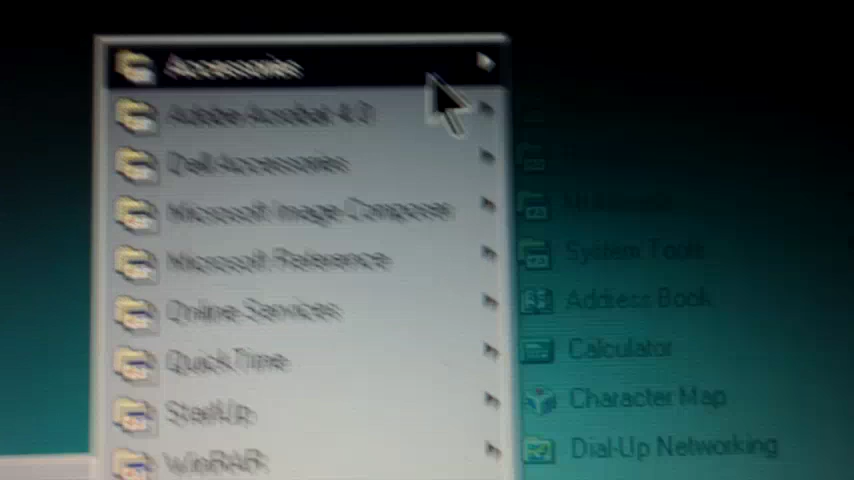 Accessories
Adobe Acrobat 4.0
Dell Accessories
Microsoft Image Composer
Microsoft Reference
Online Services
QuickTime
StartUp
WinRAR
System Tools
Address Book
Calculator
Character Map
Dial-Up Networking